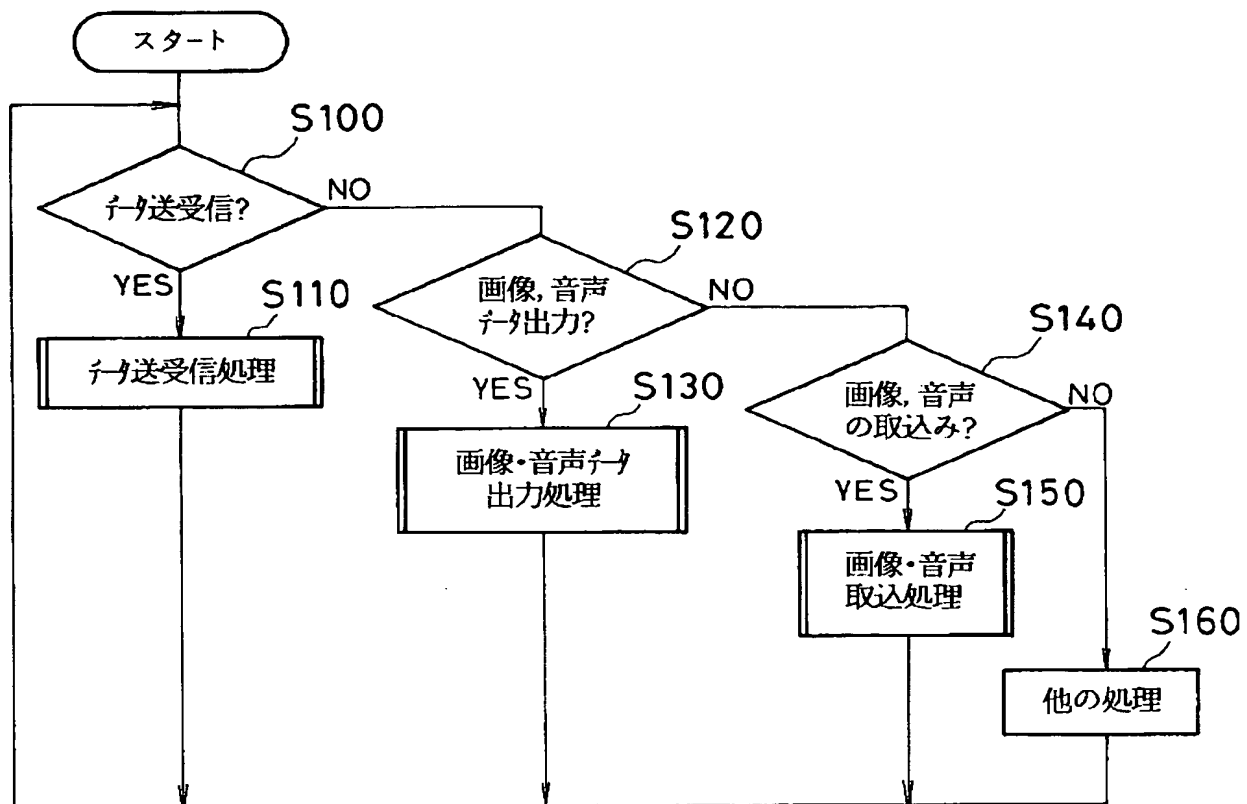 スタート
S100
データ送受信?
NO
YES
S110
データ送受信処理
S120
画像, 音声
データ出力?
NO
YES
S130
画像・音声データ
出力処理
S140
画像, 音声
の取込み?
NO
YES
S150
画像・音声
取込処理
S160
他の処理